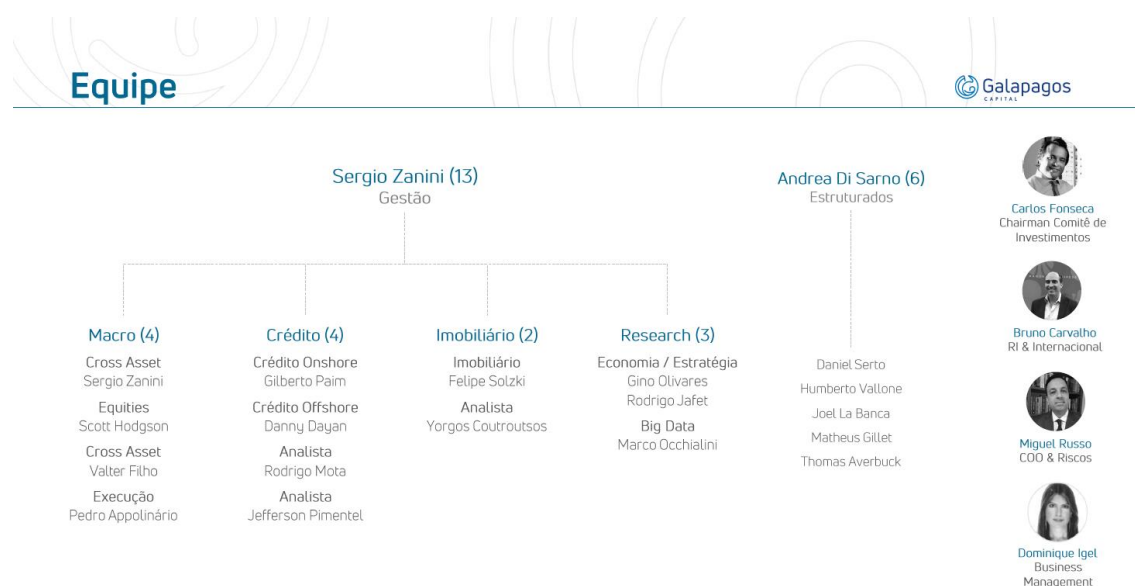 Equipe
Galapagos
CAPITAL
Sergio Zanini (13)
Gestão
Andrea Di Sarno (6)
Estruturados
Macro (4)
Cross Asset
Sergio Zanini
Equities
Scott Hodgson
Cross Asset
Valter Filho
Execução
Pedro Appolinário
Crédito (4)
Crédito Onshore
Gilberto Paim
Crédito Offshore
Danny Dayan
Analista
Rodrigo Mota
Analista
Jefferson Pimentel
Imobiliário (2)
Imobiliário
Felipe Solzki
Analista
Yorgos Coutroutsos
Research (3)
Economia / Estratégia
Gino Olivares
Rodrigo Jafet
Big Data
Marco Occhialini
Daniel Serto
Humberto Vallone
Joel La Banca
Matheus Gillet
Thomas Averbuck
Carlos Fonseca
Chairman Comitê de
Investimentos
Bruno Carvalho
RI & Internacional
Miguel Russo
COO & Riscos
Dominique Igel
Business
Management